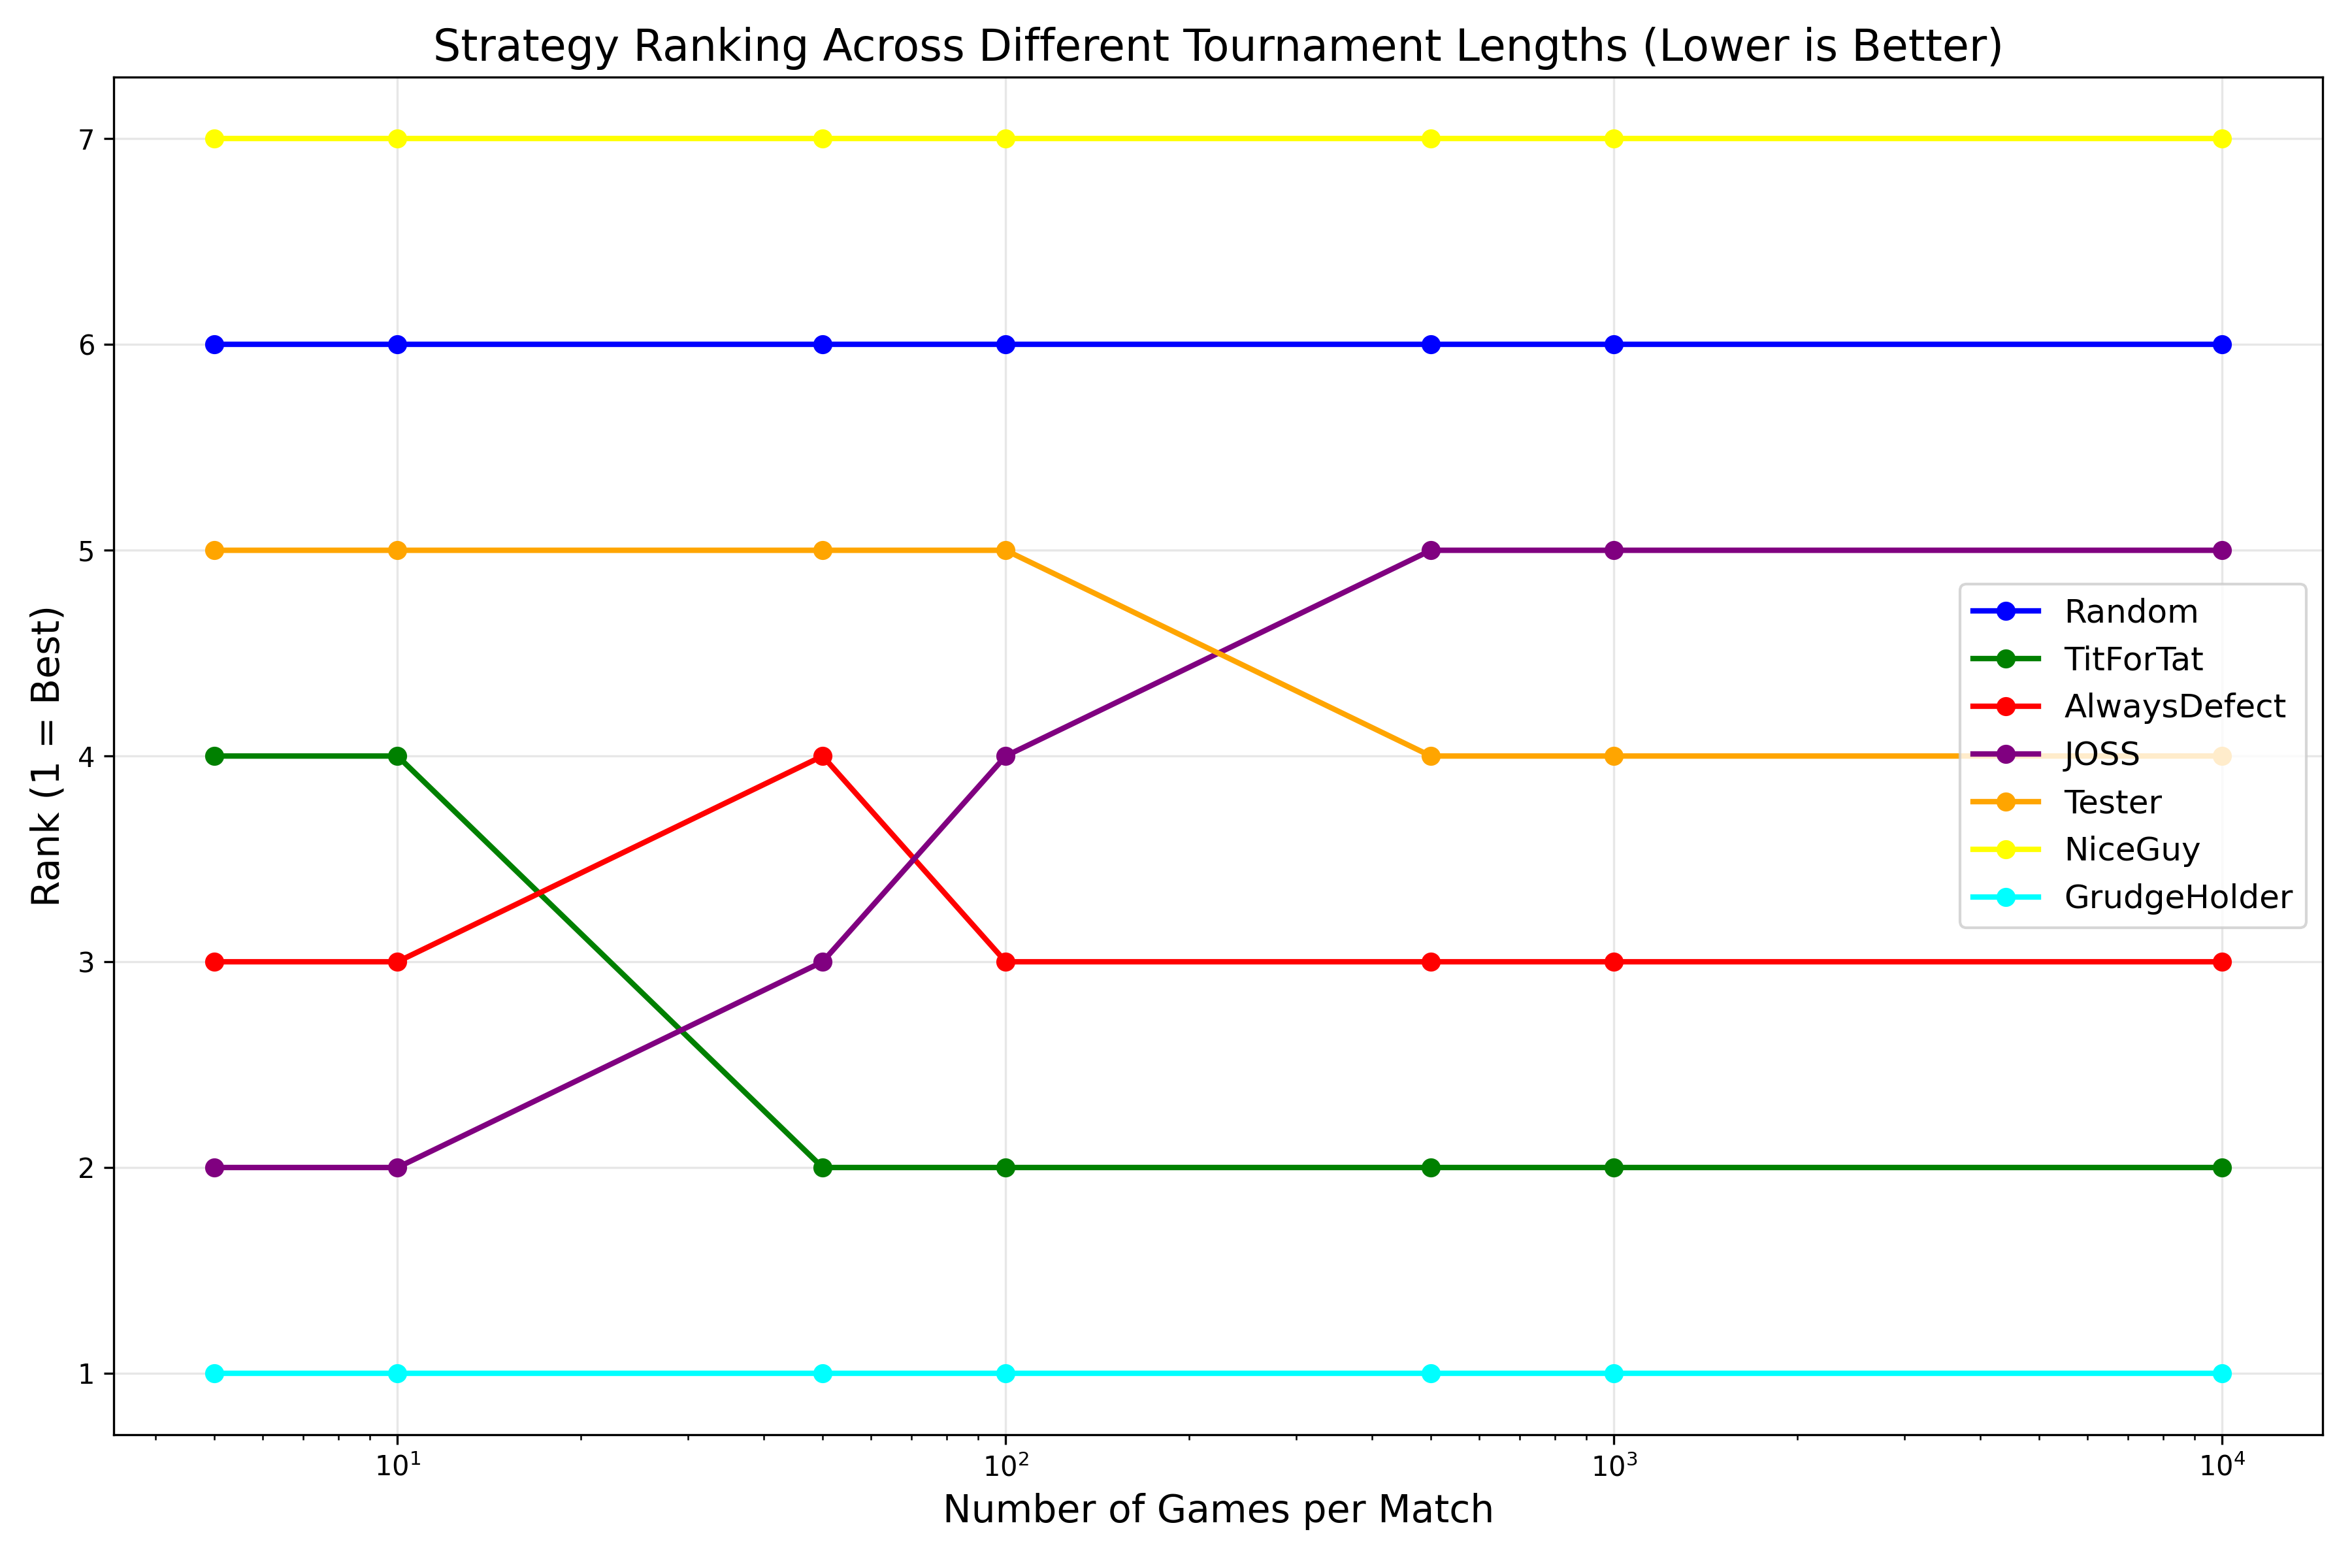 Strategy Ranking Across Different Tournament Lengths (Lower is Better)
Rank (1 = Best)
7
6
5
4
3
2
1
Random
TitForTat
AlwaysDefect
JOSS
Tester
NiceGuy
GrudgeHolder
10¹ 10² 10³ 10⁴
Number of Games per Match